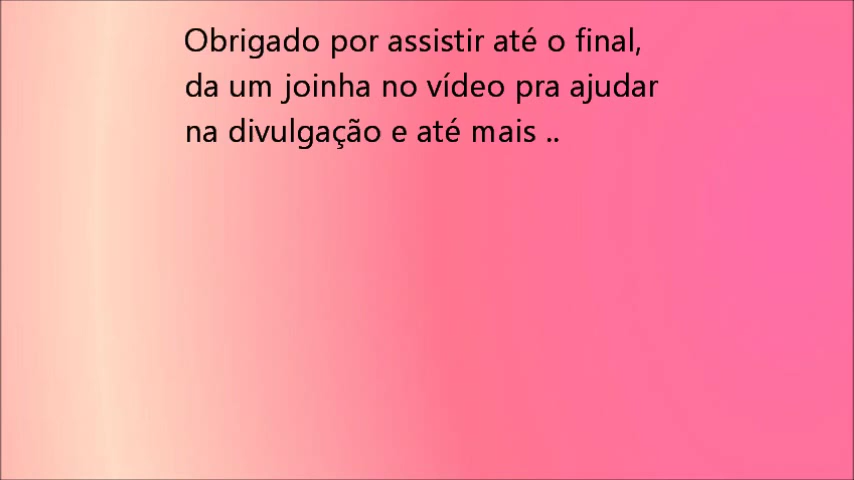 Obrigado por assistir até o final,
da um joinha no vídeo pra ajudar
na divulgação e até mais ..